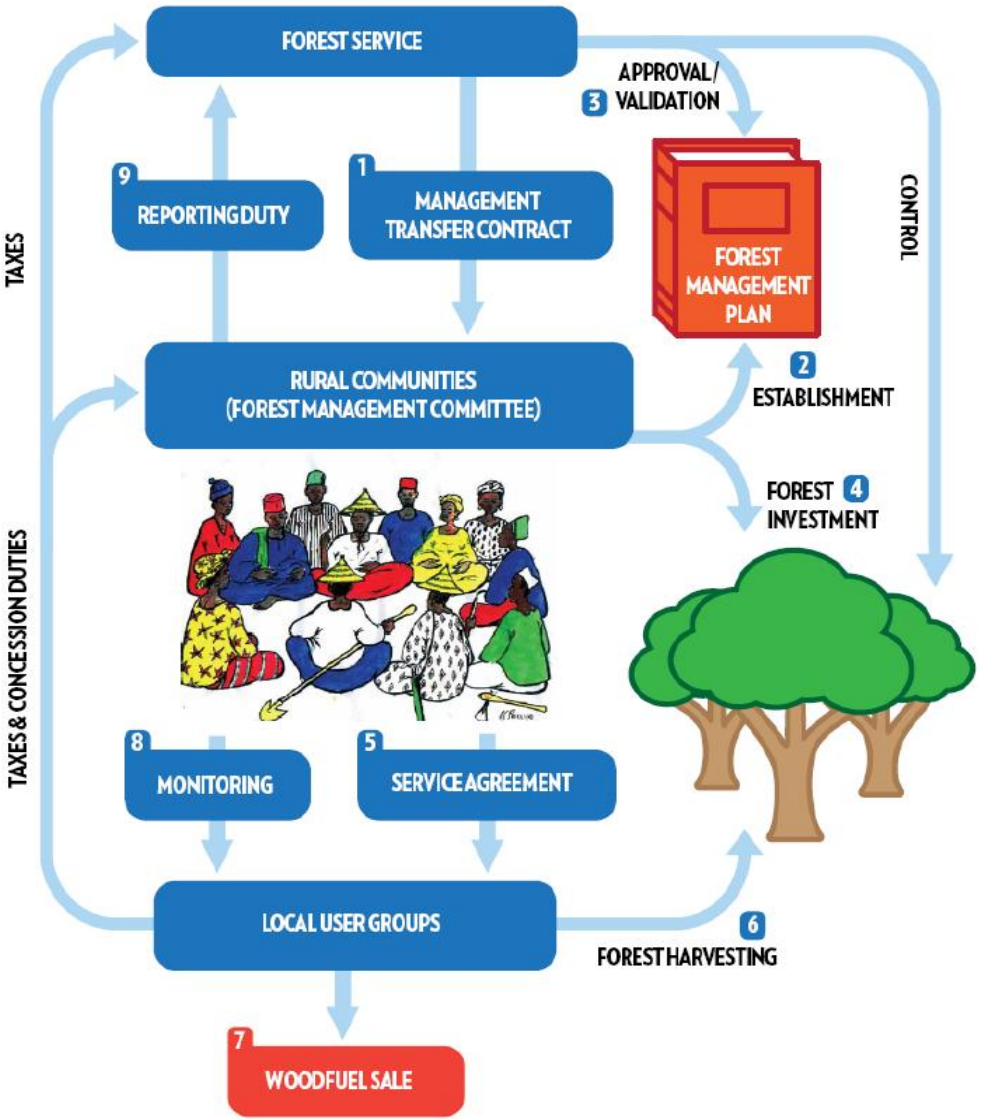 FOREST SERVICE
APPROVAL/
3 VALIDATION
9
REPORTING DUTY
1
MANAGEMENT
TRANSFER CONTRACT
TAXES
CONTROL
FOREST
MANAGEMENT
PLAN
RURAL COMMUNITIES
(FOREST MANAGEMENT COMMITTEE)
2
ESTABLISHMENT
FOREST 4
INVESTMENT
TAXES & CONCESSION DUTIES
8
MONITORING
5
SERVICE AGREEMENT
LOCAL USER GROUPS
6
FOREST HARVESTING
7
WOODFUEL SALE